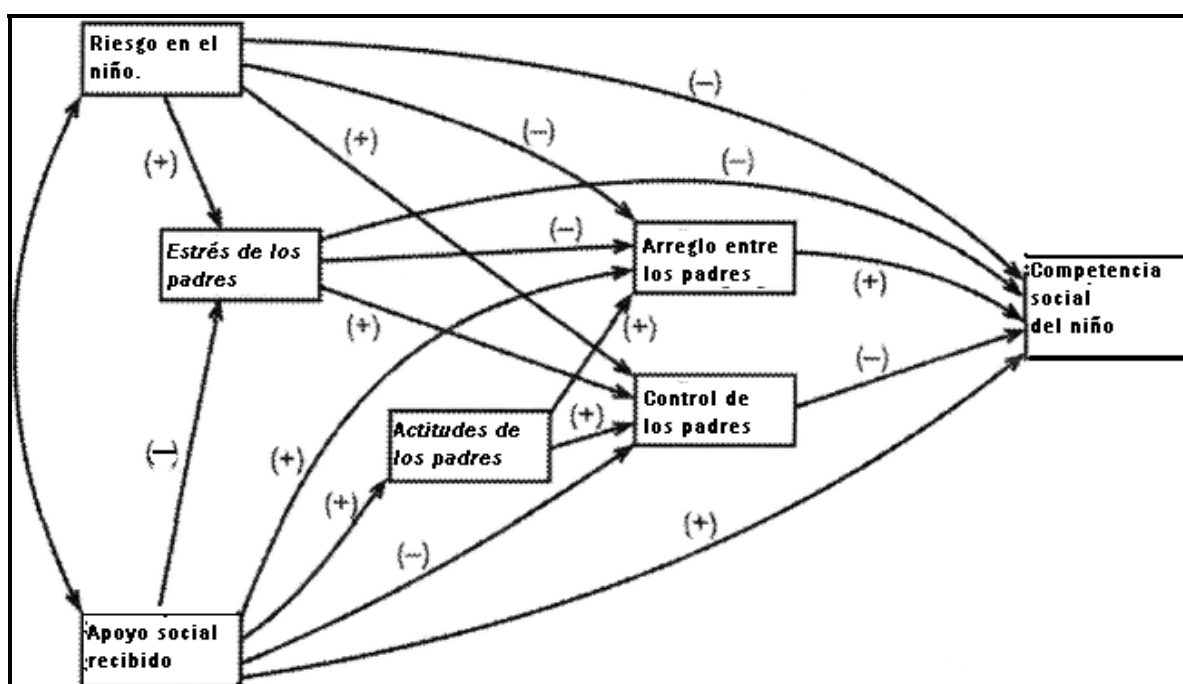 Riesgo en el
niño.
(−)
(−)
(+)
(+)
(−)
Estrés de los
padres
(−)
Arreglo entre
los padres
(+)
Competencia
social
del niño
(+)
(+)
(−)
Control de
los padres
Actitudes de
los padres
(+)
(−)
(+)
(+)
(−)
(+)
Apoyo social
recibido